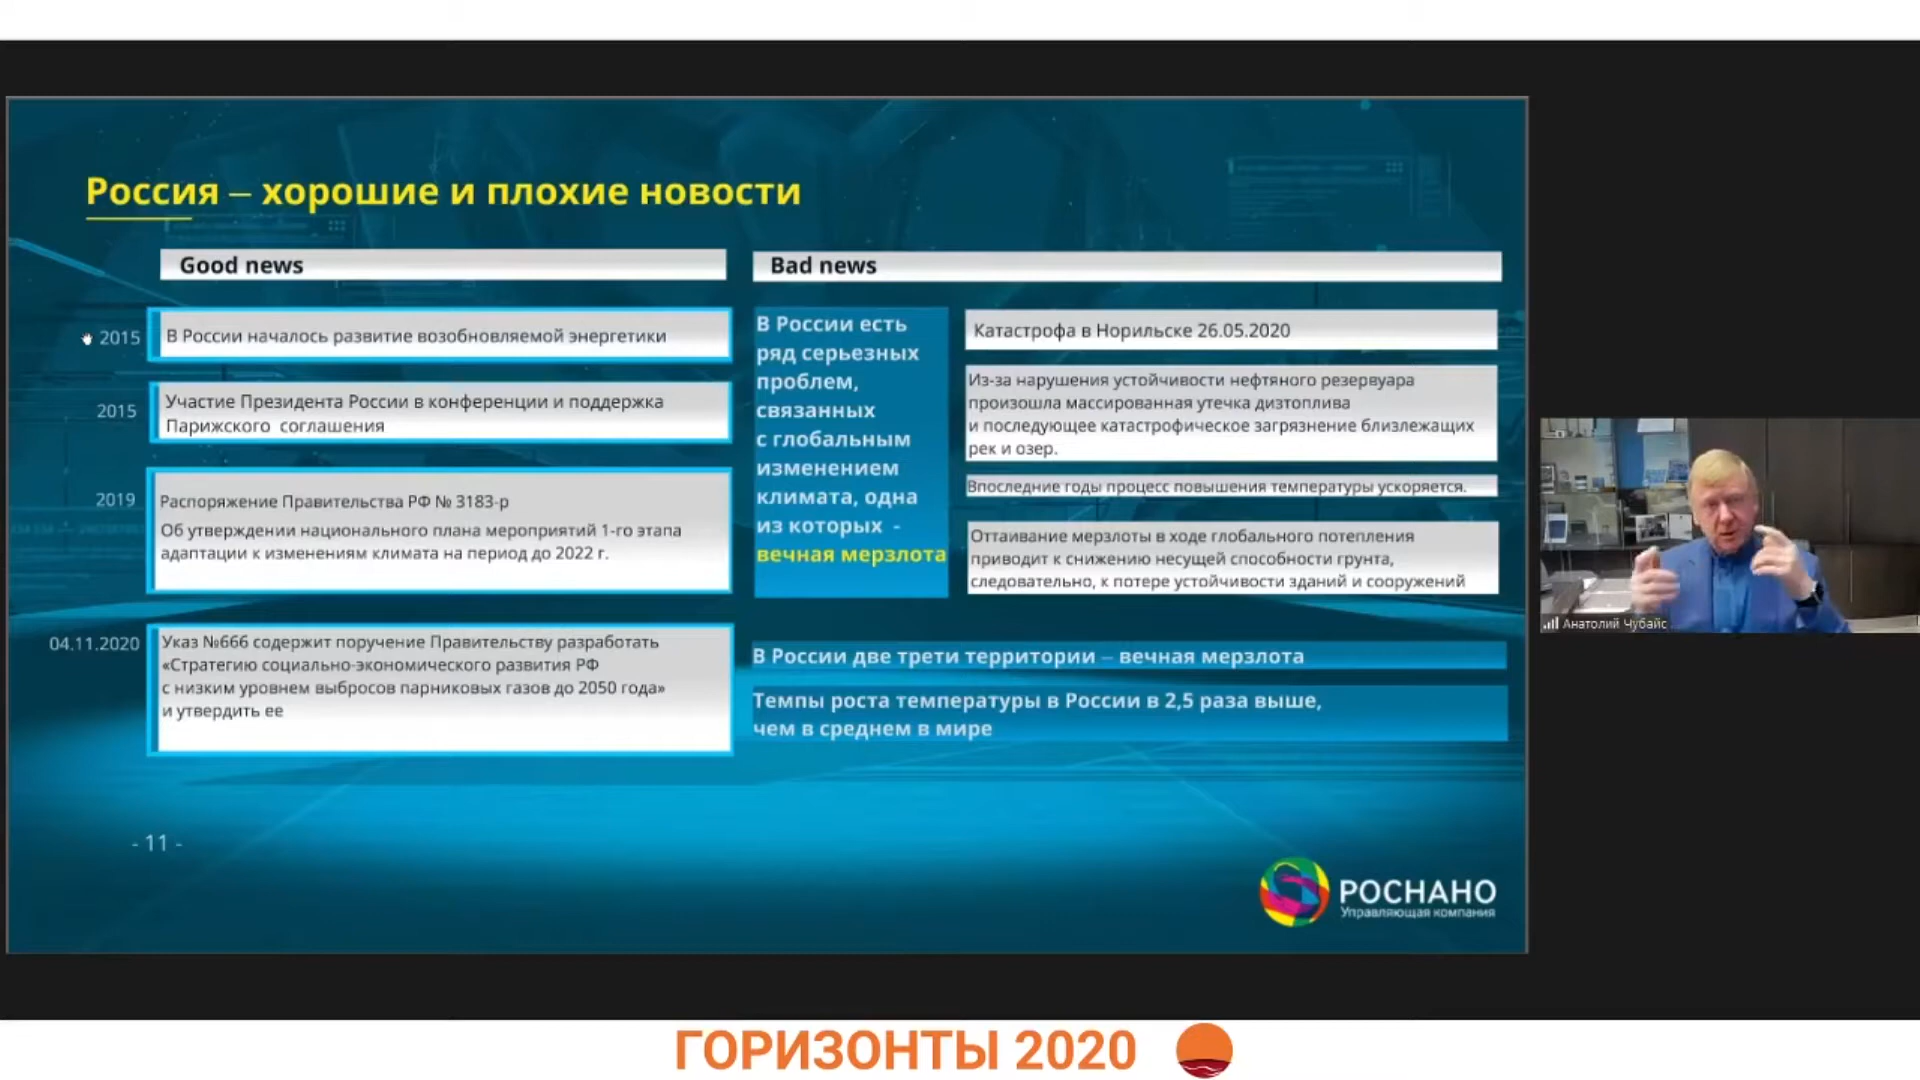 Россия – хорошие и плохие новости
Good news
2015
В России началось развитие возобновляемой энергетики
2015
Участие Президента России в конференции и поддержка
Парижского соглашения
2019
Распоряжение Правительства РФ № 3183-р
Об утверждении национального плана мероприятий 1-го этапа
адаптации к изменениям климата на период до 2022 г.
04.11.2020
Указ №666 содержит поручение Правительству разработать
«Стратегию социально-экономического развития РФ
с низким уровнем выбросов парниковых газов до 2050 года»
и утвердить ее
Bad news
В России есть
ряд серьезных
проблем,
связанных
с глобальным
изменением
климата, одна
из которых -
вечная мерзлота
Катастрофа в Норильске 26.05.2020
Из-за нарушения устойчивости нефтяного резервуара
произошла массированная утечка дизтоплива
и последующее катастрофическое загрязнение близлежащих
рек и озер.
Впоследние годы процесс повышения температуры ускоряется.
Оттаивание мерзлоты в ходе глобального потепления
приводит к снижению несущей способности грунта,
следовательно, к потере устойчивости зданий и сооружений
В России две трети территории – вечная мерзлота
Темпы роста температуры в России в 2,5 раза выше,
чем в среднем в мире
- 11 -
РОСНАНО
Управляющая компания
Анатолий Чубайс
ГОРИЗОНТЫ 2020